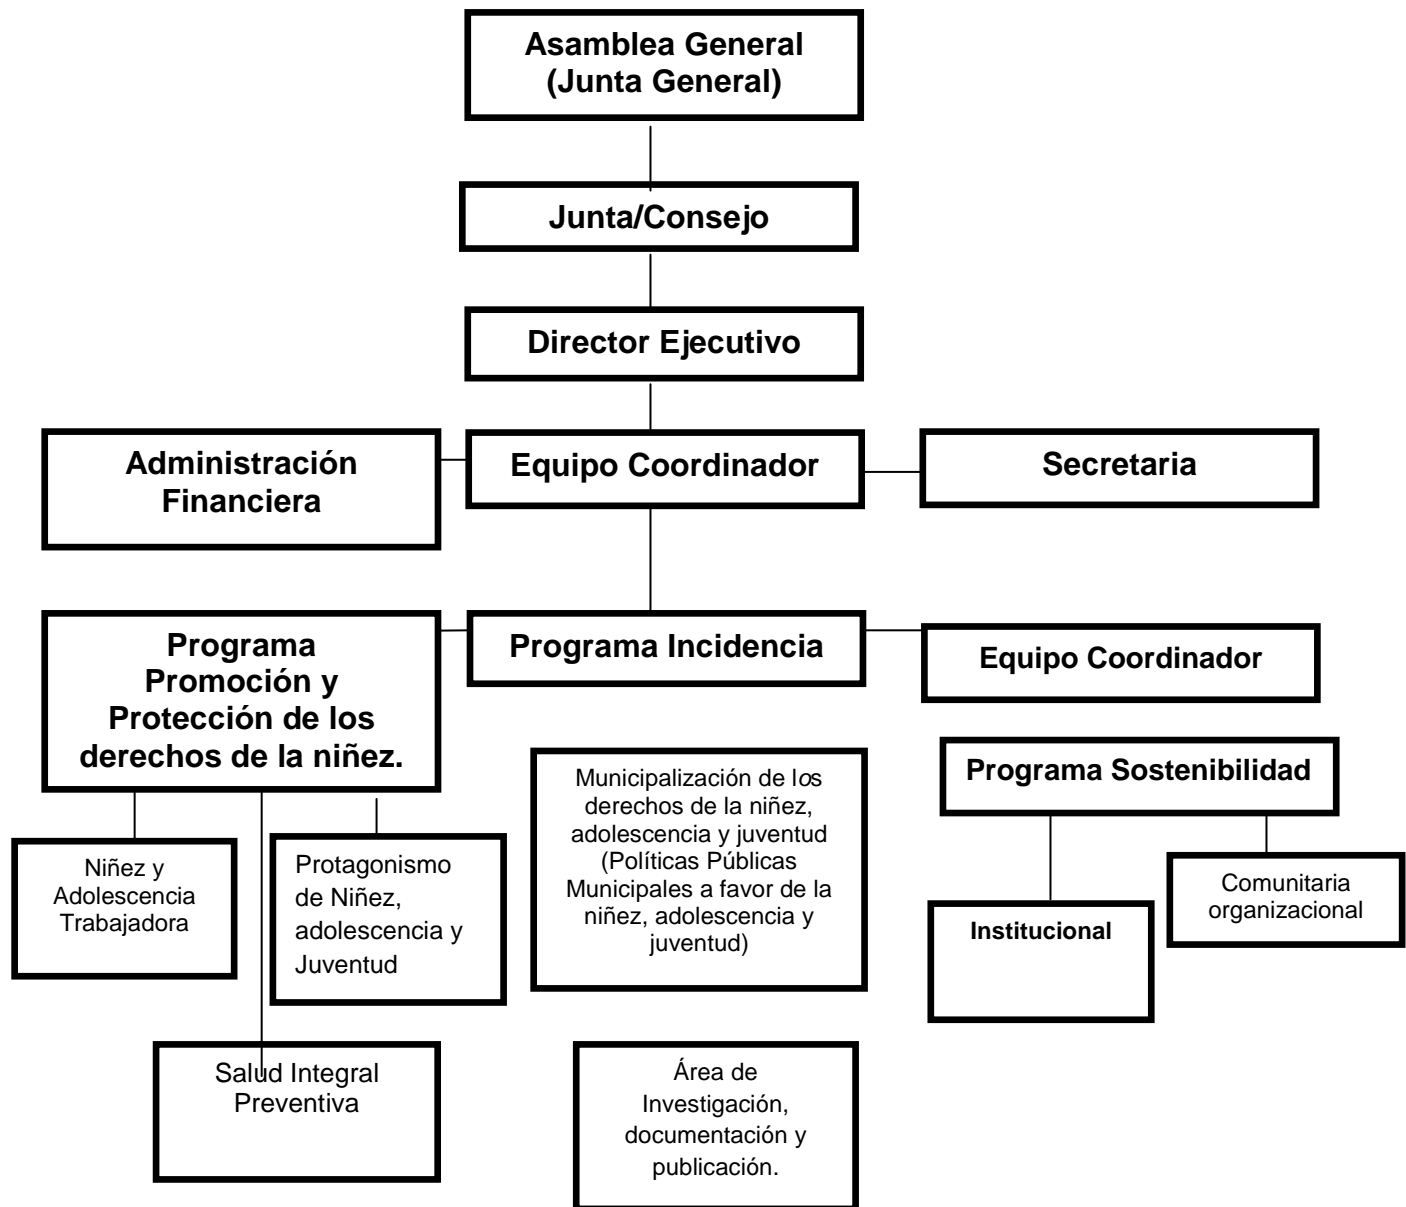 Asamblea General
(Junta General)
Junta/Consejo
Director Ejecutivo
Administración
Financiera
Equipo Coordinador
Secretaria
Programa
Promoción y
Protección de los
derechos de la niñez.
Programa Incidencia
Equipo Coordinador
Municipalización de los
derechos de la niñez,
adolescencia y juventud
(Políticas Públicas
Municipales a favor de la
niñez, adolescencia y
juventud)
Programa Sostenibilidad
Niñez y
Adolescencia
Trabajadora
Protagonismo
de Niñez,
adolescencia y
Juventud
Institucional
Comunitaria
organizacional
Salud Integral
Preventiva
Área de
Investigación,
documentación y
publicación.